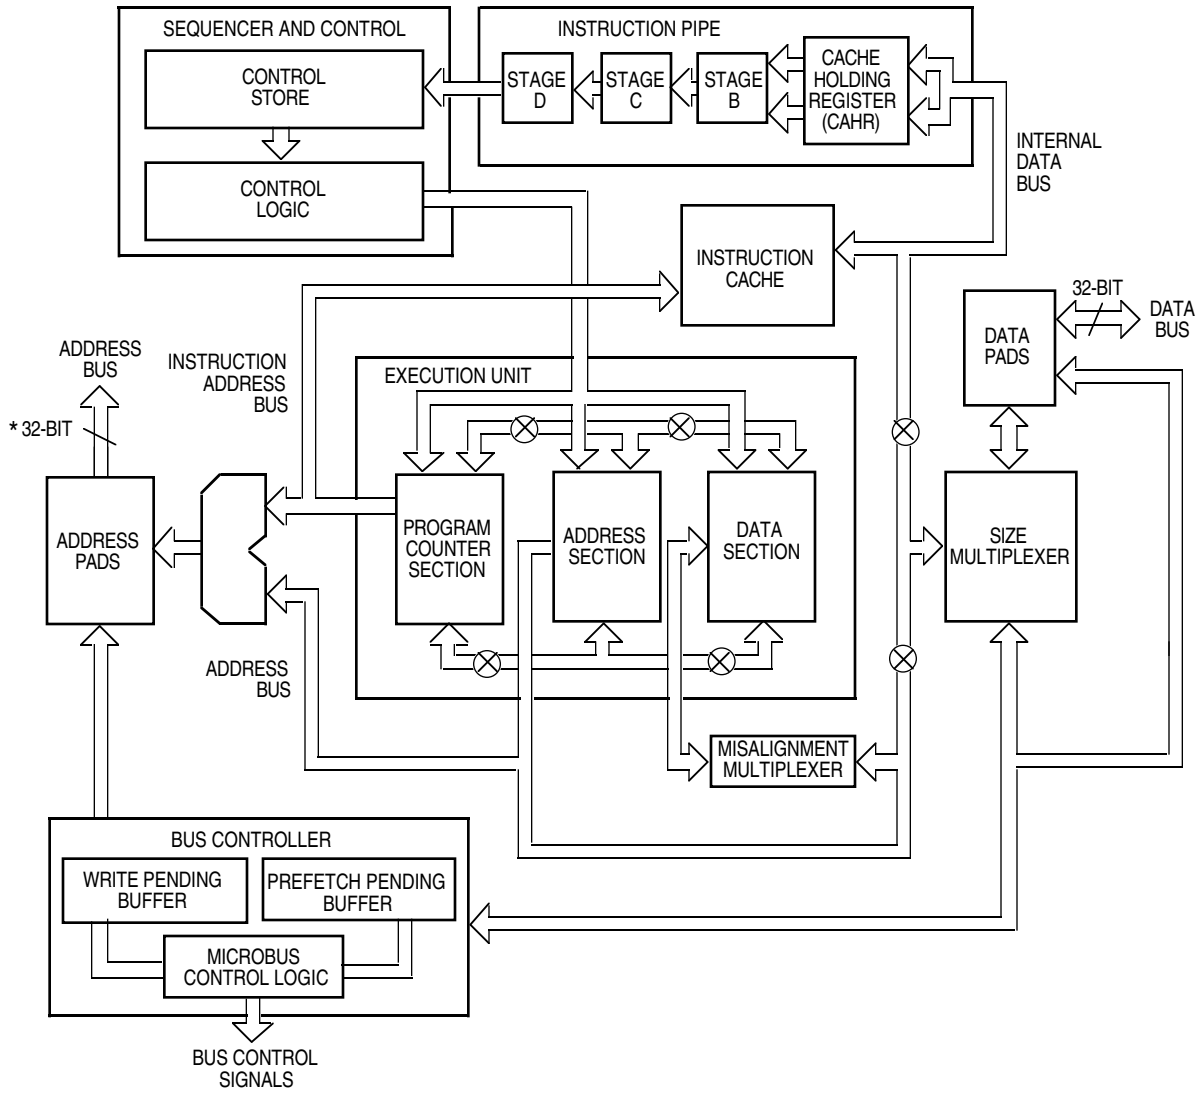 SEQUENCER AND CONTROL
CONTROL
STORE
CONTROL
LOGIC
INSTRUCTION PIPE
STAGE
D
STAGE
C
STAGE
B
CACHE
HOLDING
REGISTER
(CAHR)
INTERNAL
DATA
BUS
INSTRUCTION
CACHE
32-BIT
DATA
BUS
DATA
PADS
ADDRESS
BUS
* 32-BIT
INSTRUCTION
ADDRESS
BUS
EXECUTION UNIT
ADDRESS
PADS
PROGRAM
COUNTER
SECTION
ADDRESS
SECTION
DATA
SECTION
SIZE
MULTIPLEXER
ADDRESS
BUS
MISALIGNMENT
MULTIPLEXER
BUS CONTROLLER
WRITE PENDING
BUFFER
PREFETCH PENDING
BUFFER
MICROBUS
CONTROL LOGIC
BUS CONTROL
SIGNALS